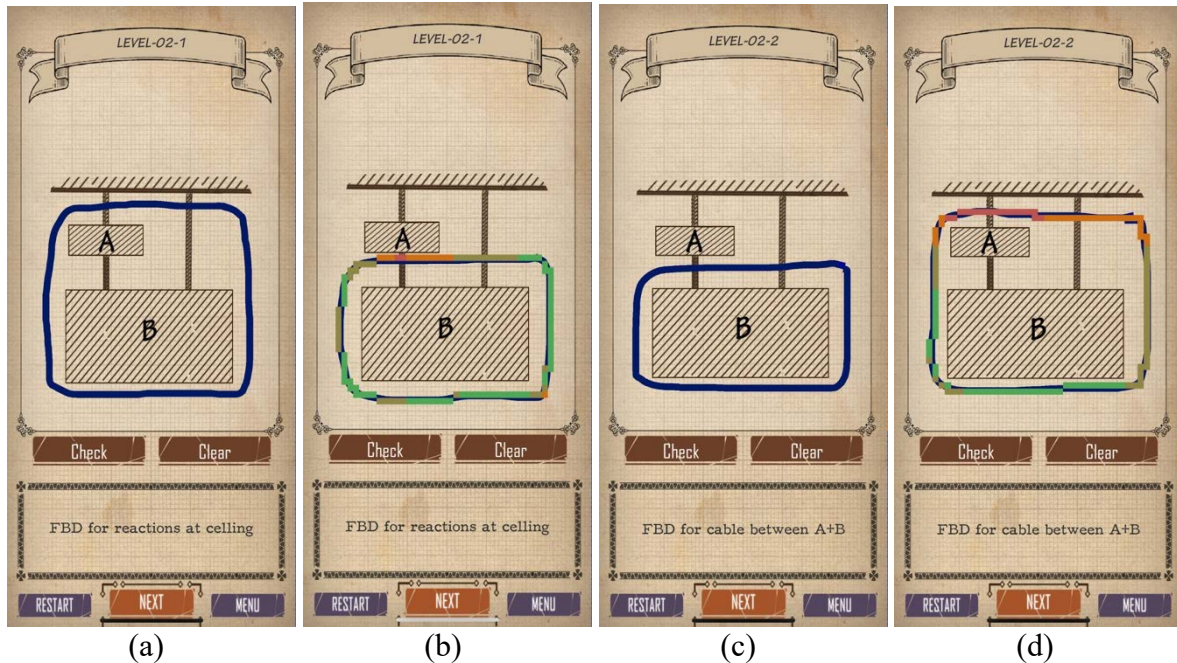 LEVEL-02-1
A
B
Check Clear
FBD for reactions at celling
RESTART NEXT MENU
(a)
LEVEL-02-1
A
B
Check Clear
FBD for reactions at celling
RESTART NEXT MENU
(b)
LEVEL-02-2
A
B
Check Clear
FBD for cable between A+B
RESTART NEXT MENU
(c)
LEVEL-02-2
A
B
Check Clear
FBD for cable between A+B
RESTART NEXT MENU
(d)